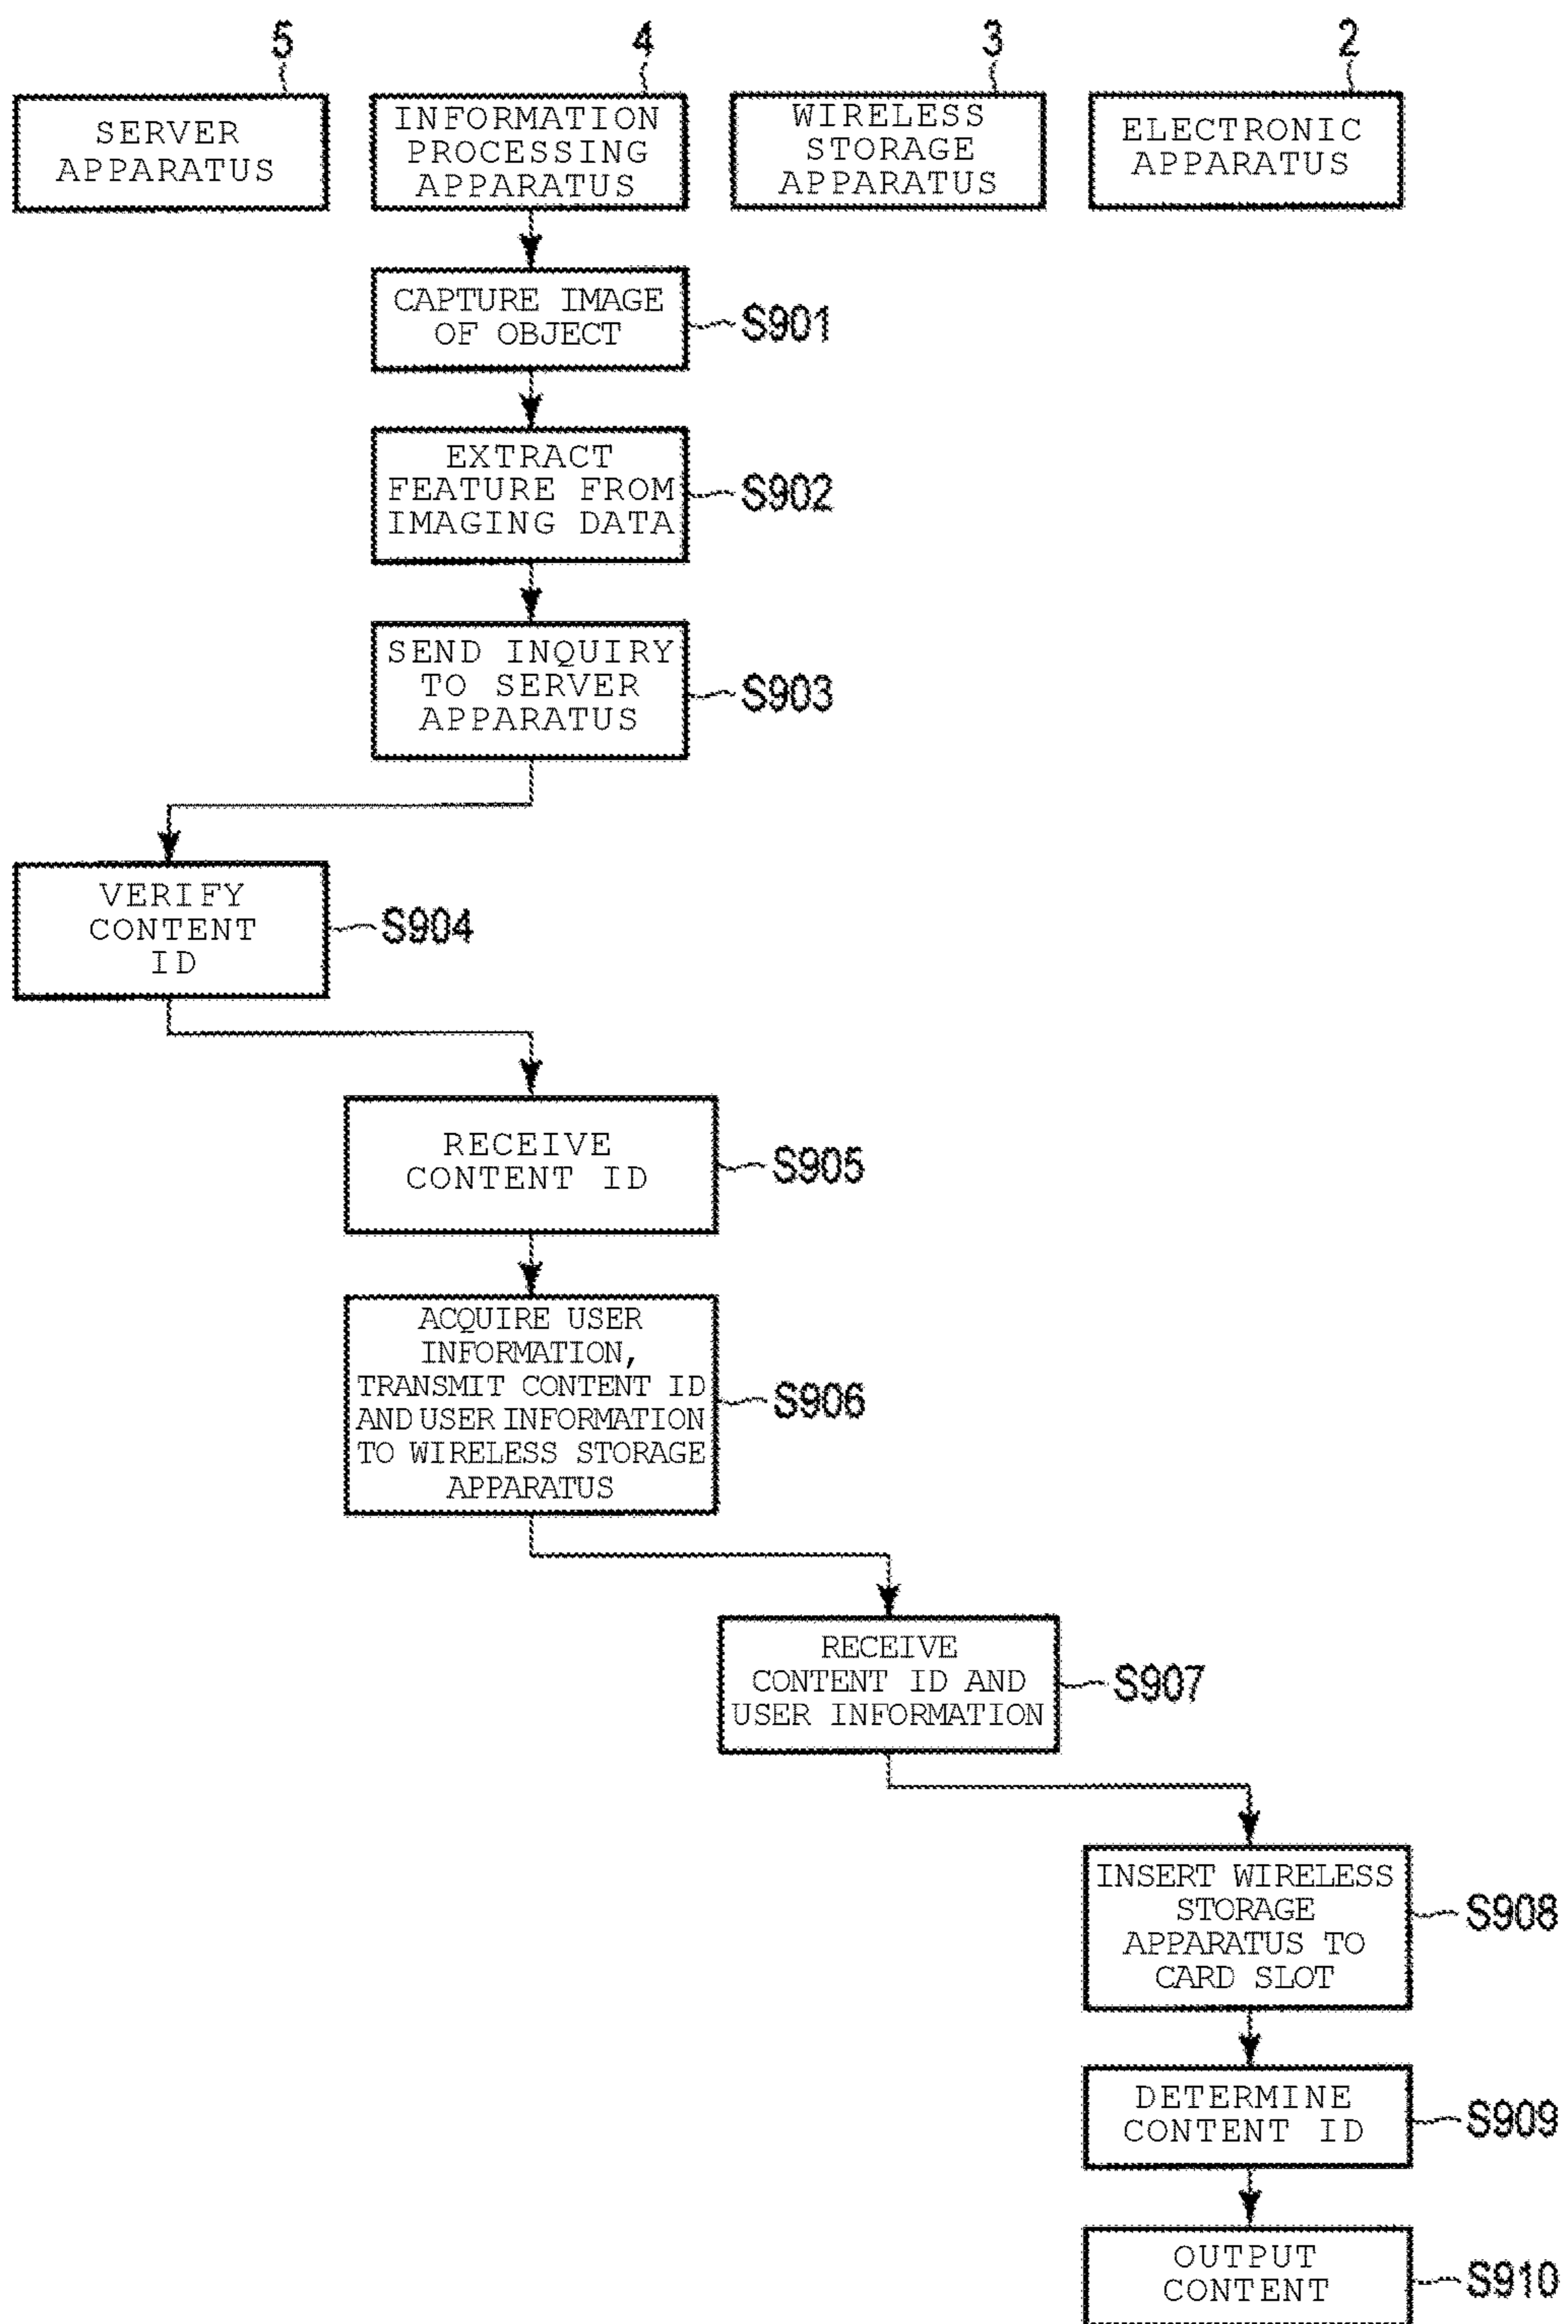 5
4
3
2
SERVER
APPARATUS
INFORMATION
PROCESSING
APPARATUS
WIRELESS
STORAGE
APPARATUS
ELECTRONIC
APPARATUS
CAPTURE IMAGE
OF OBJECT
S901
EXTRACT
FEATURE FROM
IMAGING DATA
S902
SEND INQUIRY
TO SERVER
APPARATUS
S903
VERIFY
CONTENT
ID
S904
RECEIVE
CONTENT ID
S905
ACQUIRE USER
INFORMATION,
TRANSMIT CONTENT ID
AND USER INFORMATION
TO WIRELESS STORAGE
APPARATUS
S906
RECEIVE
CONTENT ID AND
USER INFORMATION
S907
INSERT WIRELESS
STORAGE
APPARATUS TO
CARD SLOT
S908
DETERMINE
CONTENT ID
S909
OUTPUT
CONTENT
S910